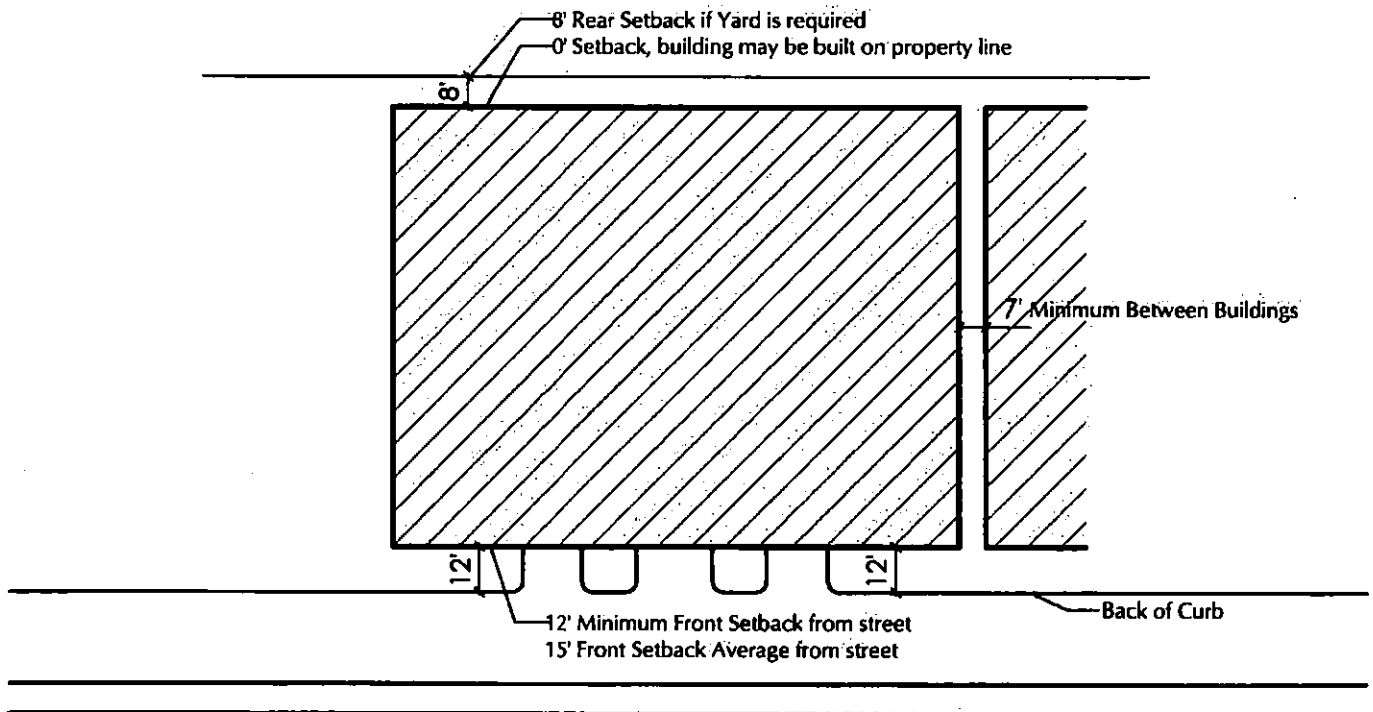 8' Rear Setback if Yard is required
0' Setback, building may be built on property line
8'
7' Minimum Between Buildings
12'
12'
12' Minimum Front Setback from street
15' Front Setback Average from street
Back of Curb